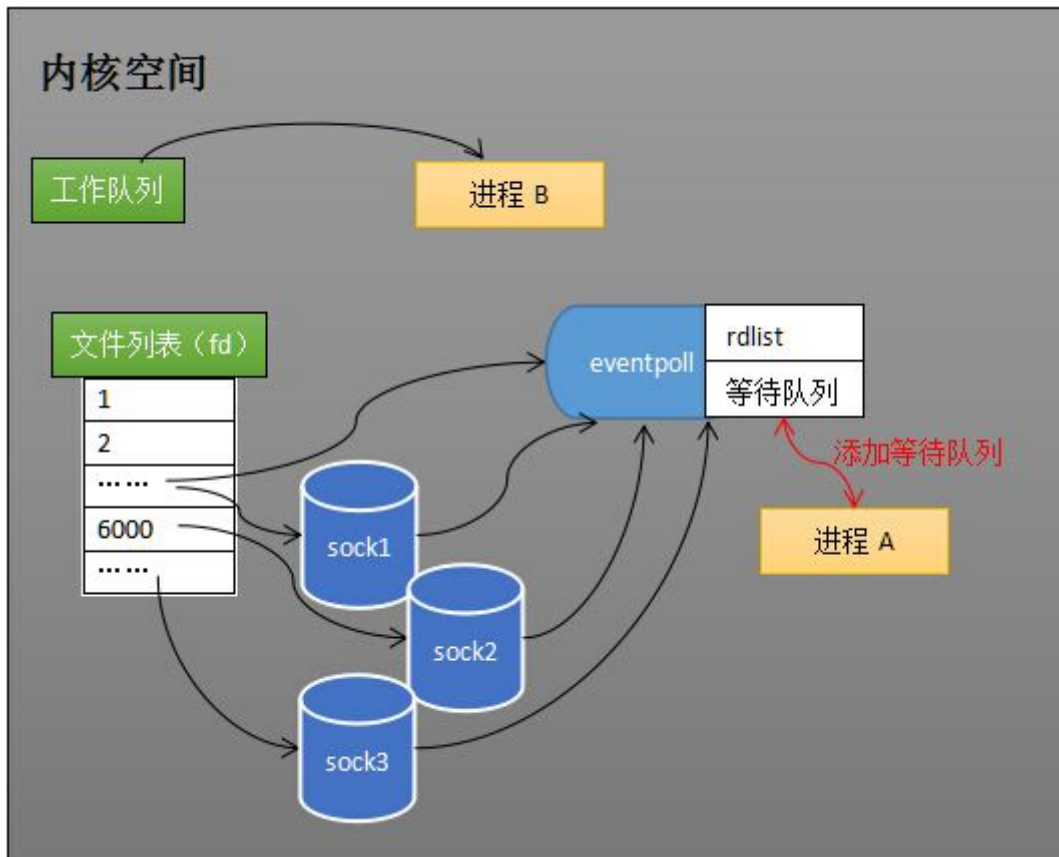 内核空间
工作队列
进程 B
文件列表（fd）
1
2
……
6000
……
eventpoll
rdlist
等待队列
添加等待队列
进程 A
sock1
sock2
sock3